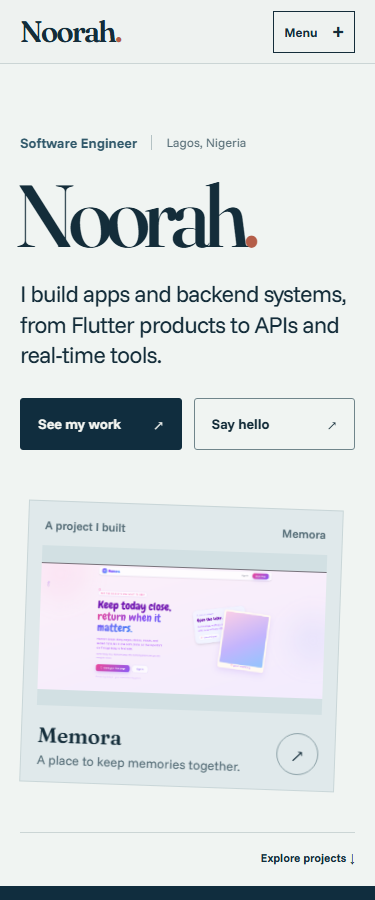 Noorah.
Menu +
Software Engineer
Lagos, Nigeria
Noorah.
I build apps and backend systems,
from Flutter products to APIs and
real-time tools.
See my work ↗
Say hello ↗
A project I built
Memora
Keep today close,
return when it
matters.
Memora
A place to keep memories together.
↗
Explore projects ↓